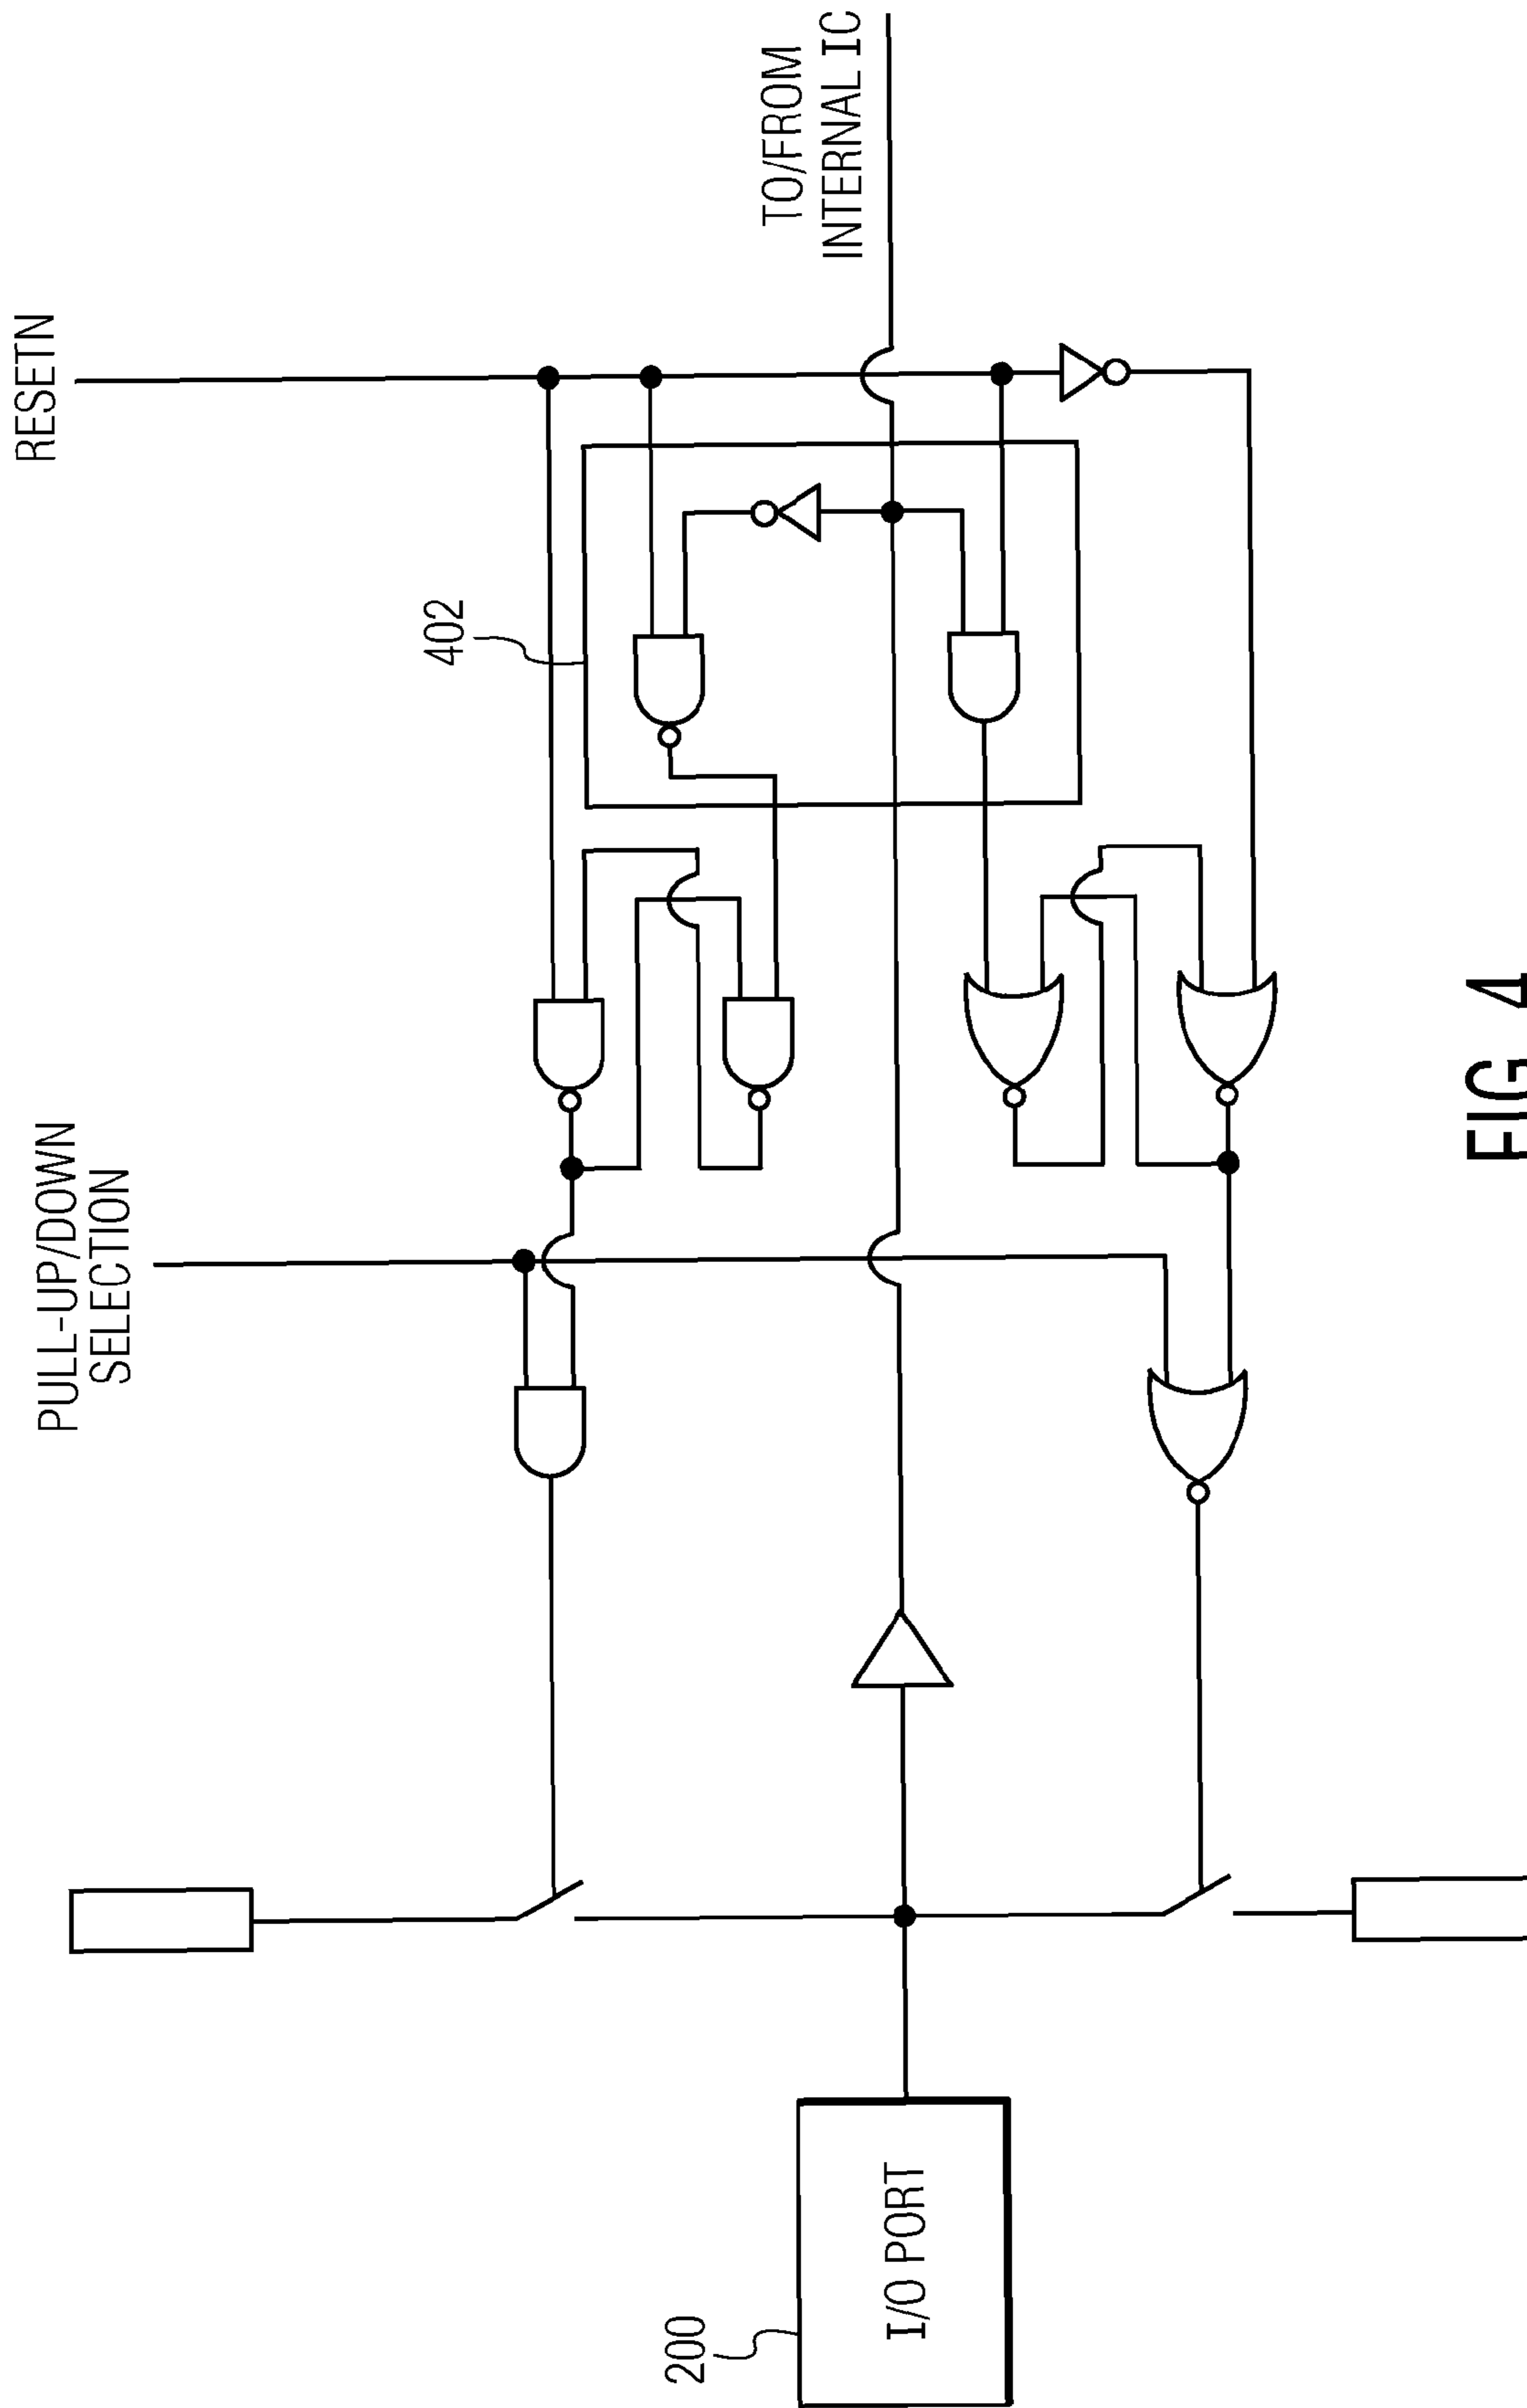 PULL-UP/DOWN
SELECTION
RESETN
402
TO/FROM
INTERNAL IC
200
I/O PORT
FIG. 4